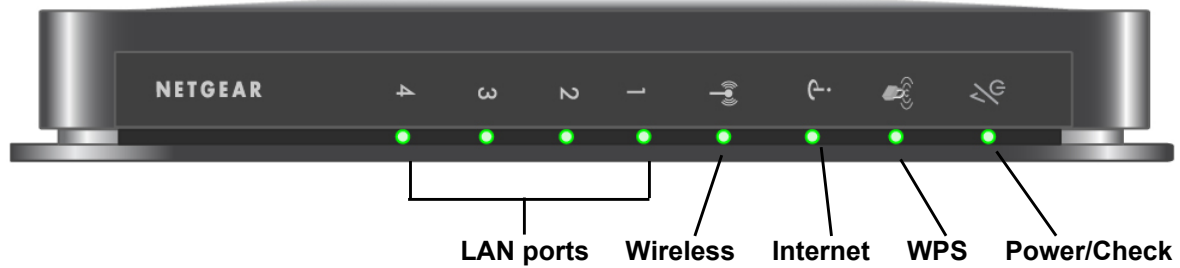 NETGEAR 4 3 2 1
LAN ports Wireless Internet WPS Power/Check